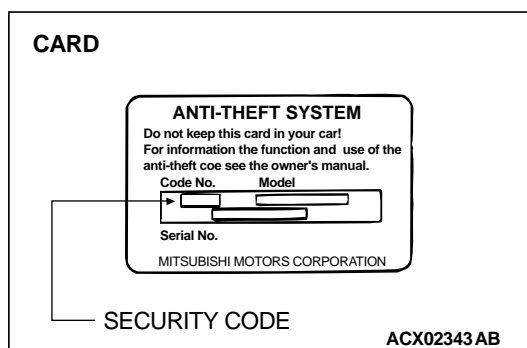 CARD
ANTI-THEFT SYSTEM
Do not keep this card in your car!
For information the function and use of the
anti-theft coe see the owner's manual.
Code No. Model
Serial No.
MITSUBISHI MOTORS CORPORATION
SECURITY CODE
ACX02343 AB